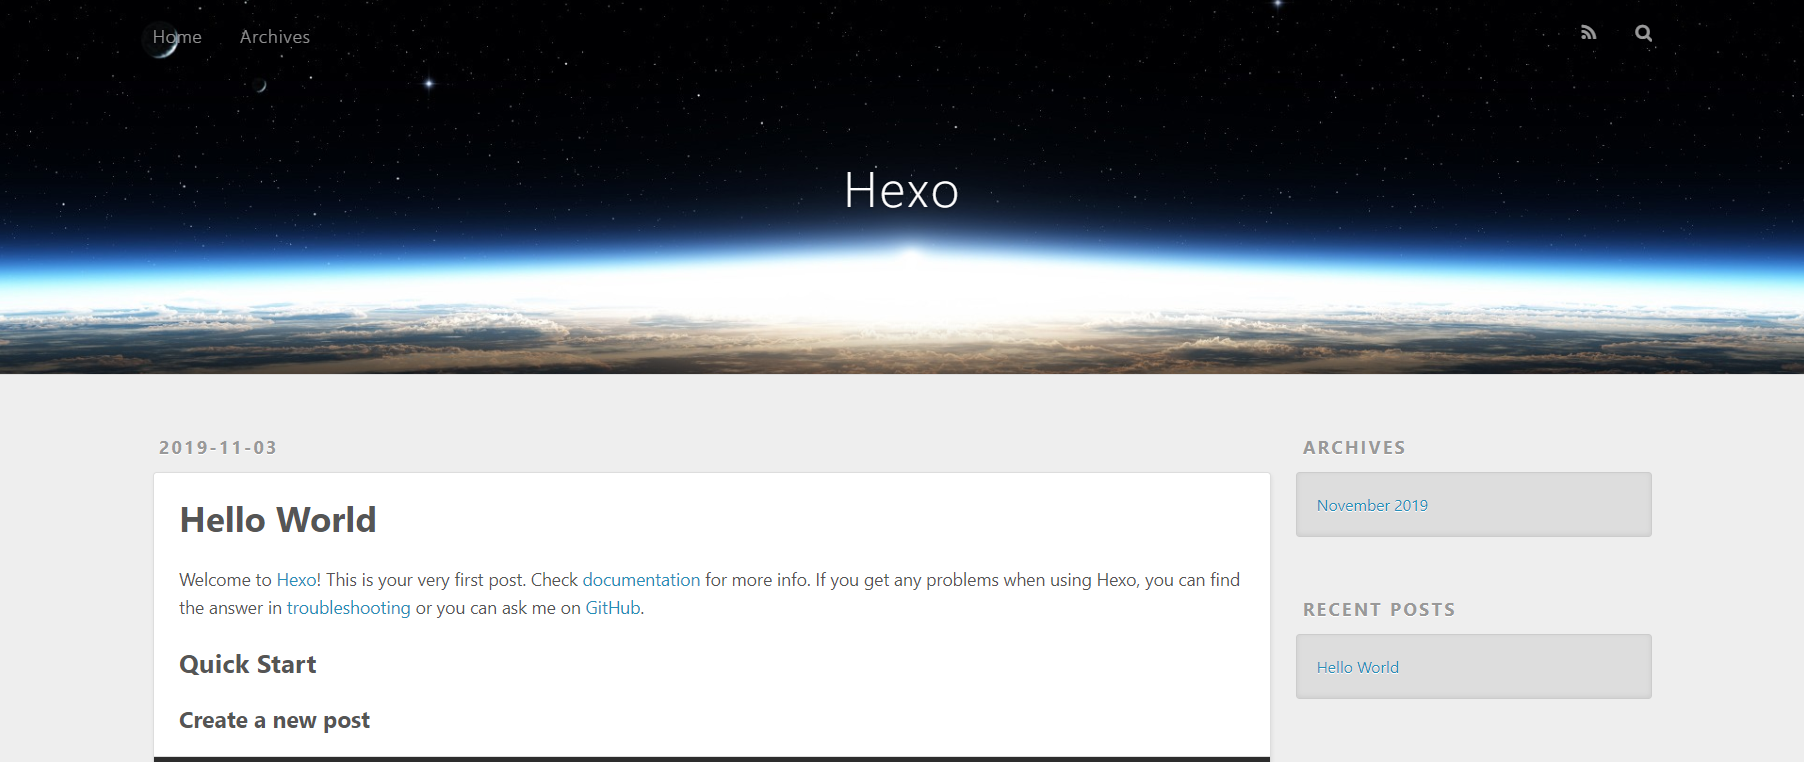 Home Archives
Hexo
2019-11-03
Hello World
Welcome to Hexo! This is your very first post. Check documentation for more info. If you get any problems when using Hexo, you can find
the answer in troubleshooting or you can ask me on GitHub.
Quick Start
Create a new post
ARCHIVES
November 2019
RECENT POSTS
Hello World